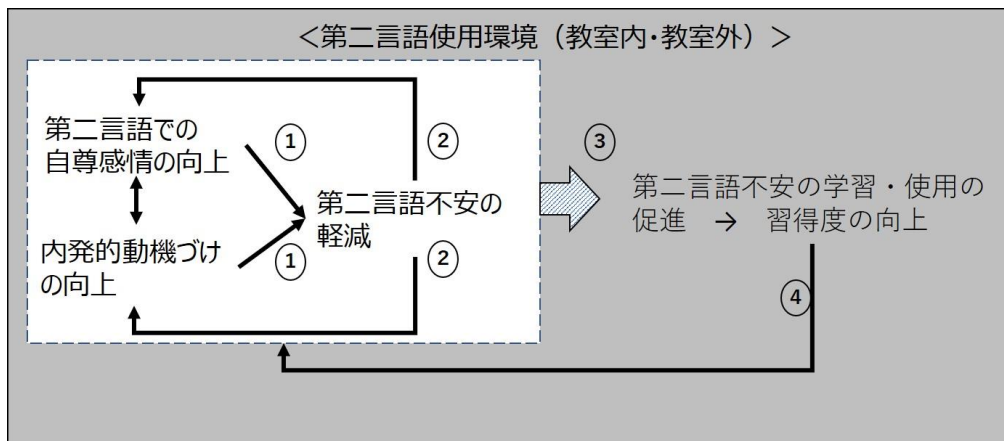 ＜第二言語使用環境（教室内・教室外）＞
第二言語での
自尊感情の向上
①
②
③
第二言語不安の
軽減
第二言語不安の学習・使用の
促進 → 習得度の向上
内発的動機づけ
の向上
①
②
④